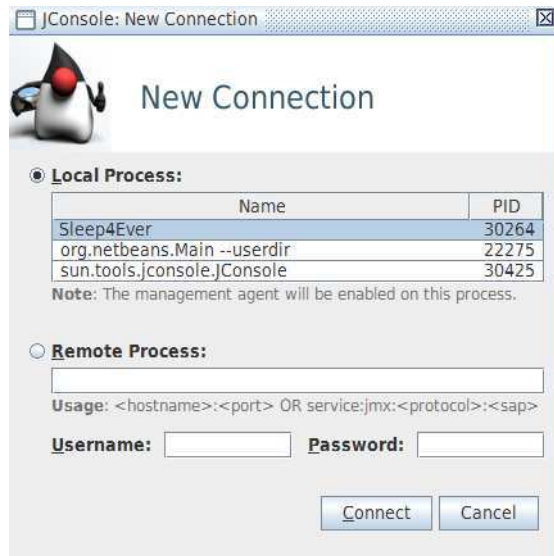 JConsole: New Connection
New Connection
Local Process:
Name PID
Sleep4Ever 30264
org.netbeans.Main --userdir 22275
sun.tools.jconsole.JConsole 30425
Note: The management agent will be enabled on this process.
Remote Process:
Usage: <hostname>:<port> OR service:jmx:<protocol>:<sap>
Username: Password:
Connect Cancel